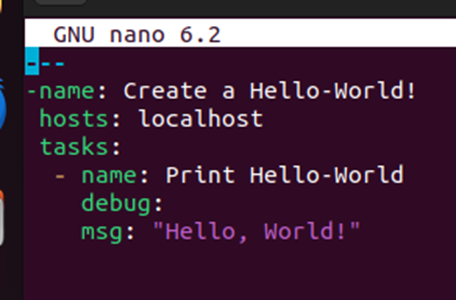 GNU nano 6.2
---
-name: Create a Hello-World!
 hosts: localhost
 tasks:
  - name: Print Hello-World
    debug:
    msg: "Hello, World!"